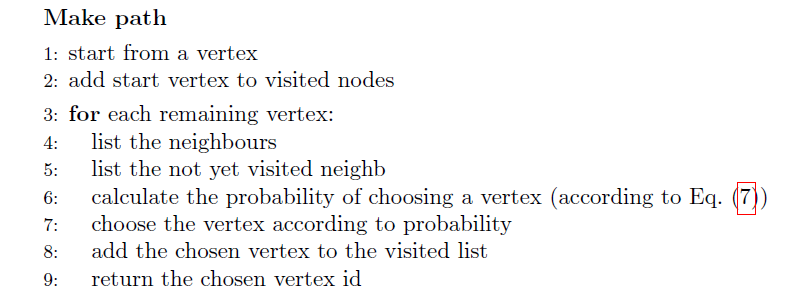 Make path
1: start from a vertex
2: add start vertex to visited nodes
3: for each remaining vertex:
4: list the neighbours
5: list the not yet visited neighb
6: calculate the probability of choosing a vertex (according to Eq. (7))
7: choose the vertex according to probability
8: add the chosen vertex to the visited list
9: return the chosen vertex id